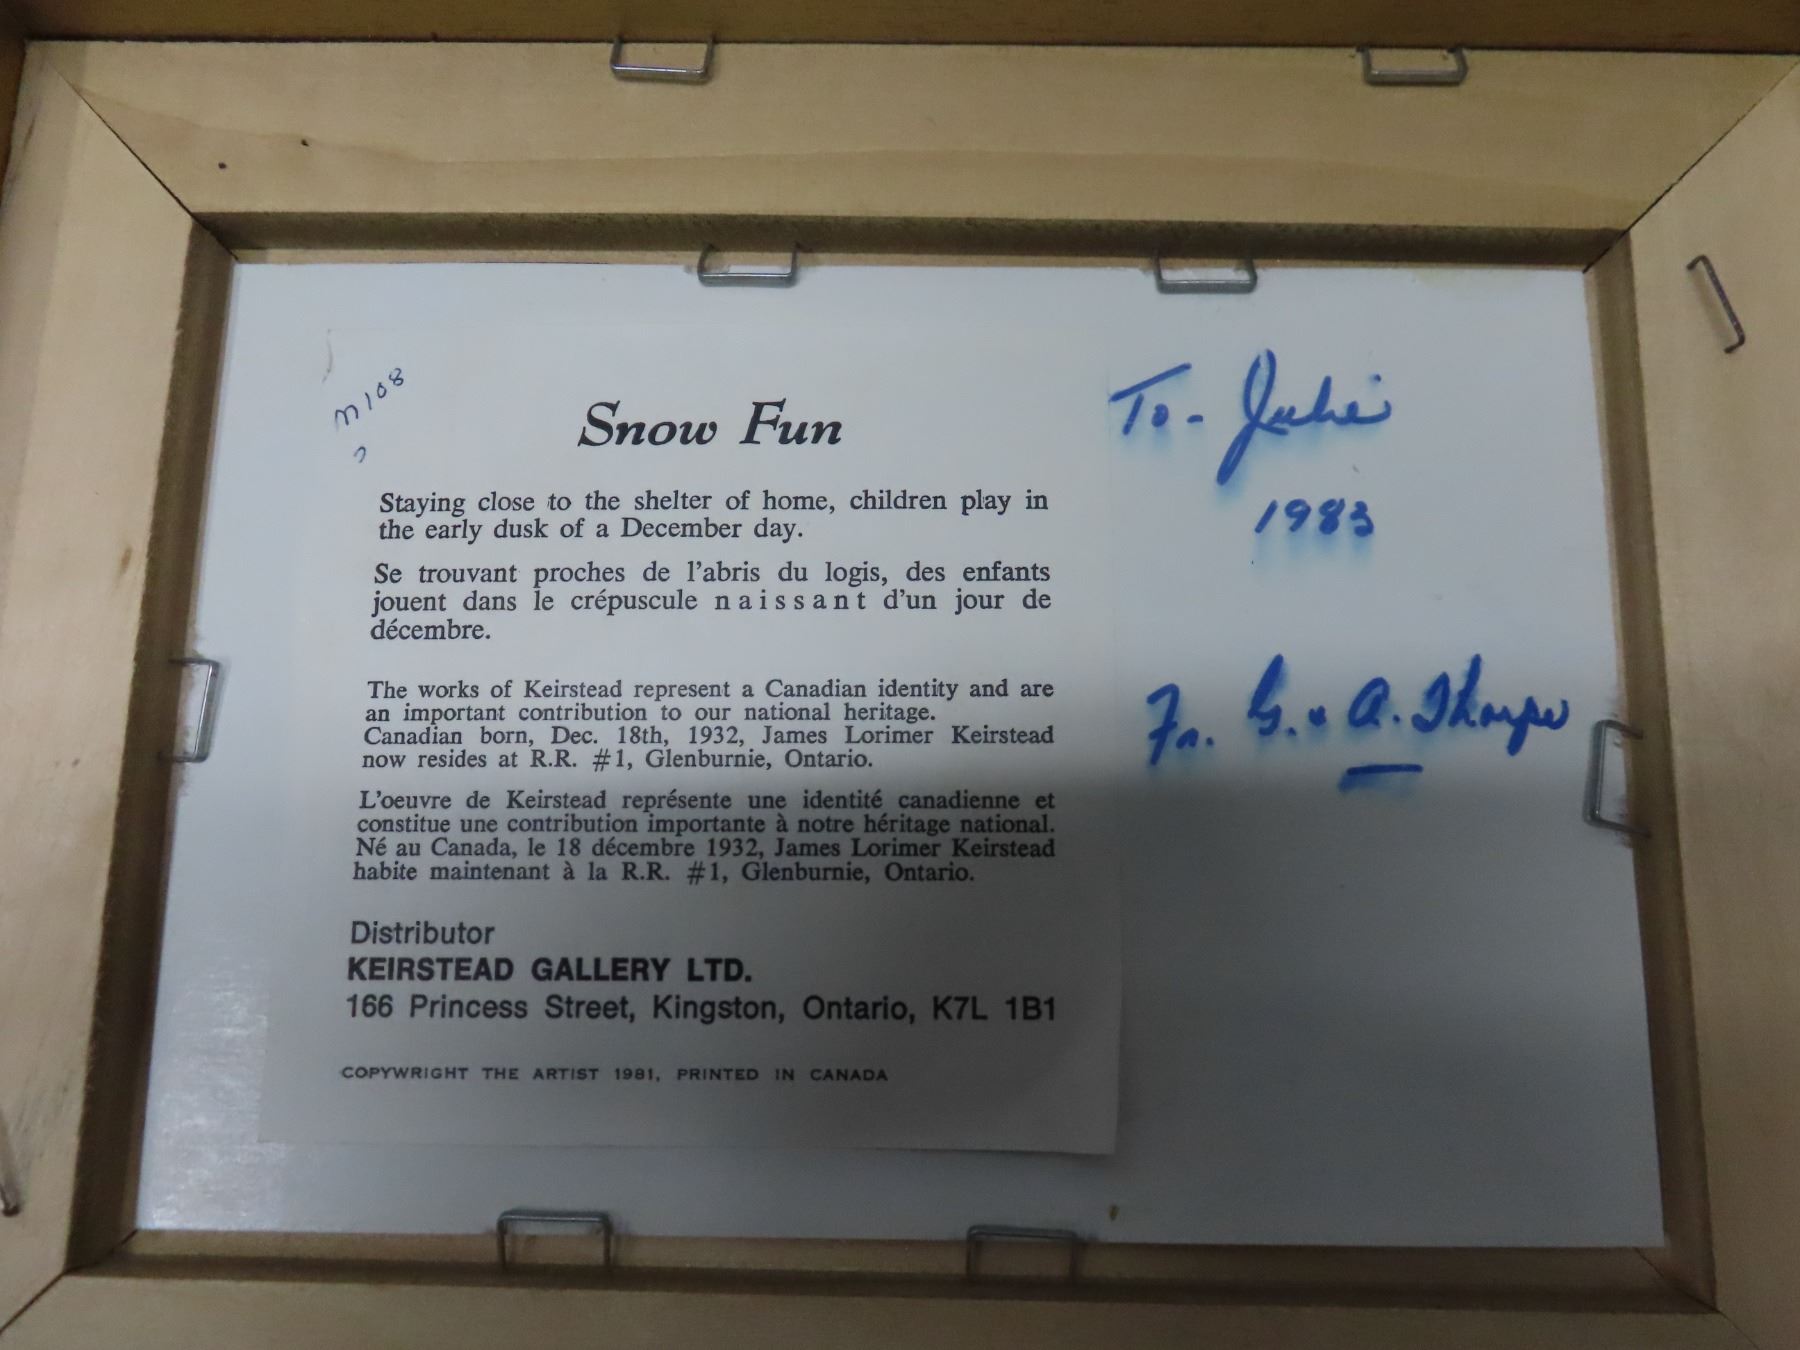 m108
Snow Fun
Staying close to the shelter of home, children play in
the early dusk of a December day.
Se trouvant proches de l'abris du logis, des enfants
jouent dans le crépuscule naissant d'un jour de
décembre.
The works of Keirstead represent a Canadian identity and are
an important contribution to our national heritage.
Canadian born, Dec. 18th, 1932, James Lorimer Keirstead
now resides at R.R. #1, Glenburnie, Ontario.
L'oeuvre de Keirstead représente une identité canadienne et
constitue une contribution importante à notre héritage national.
Né au Canada, le 18 décembre 1932, James Lorimer Keirstead
habite maintenant à la R.R. #1, Glenburnie, Ontario.
Distributor
KEIRSTEAD GALLERY LTD.
166 Princess Street, Kingston, Ontario, K7L 1B1
COPYWRIGHT THE ARTIST 1981, PRINTED IN CANADA
To - Julie
1983
Fr. G. & A. Thorpe